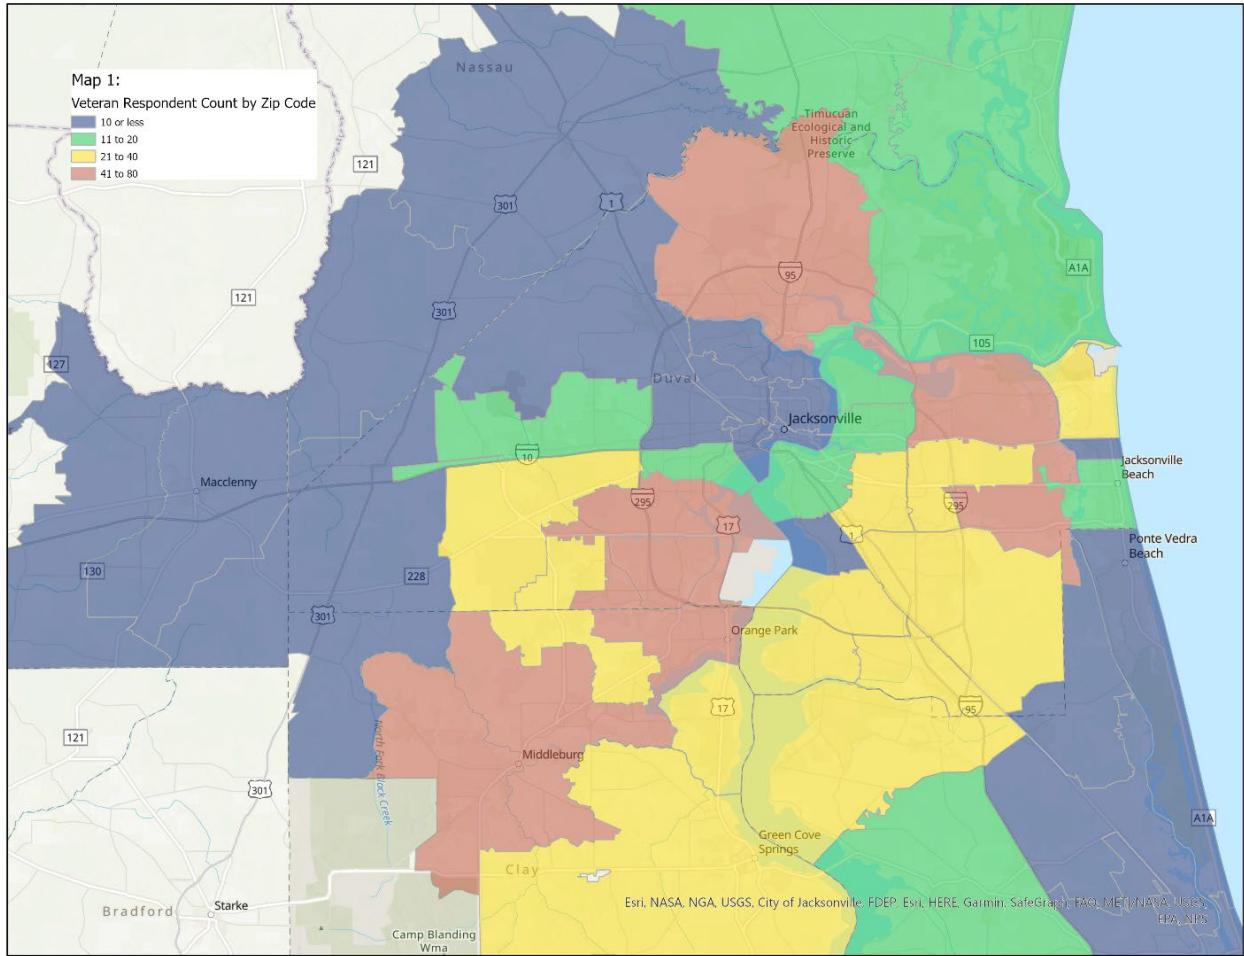 Map 1:
Veteran Respondent Count by Zip Code
10 or less
11 to 20
21 to 40
41 to 80
Nassau
Timucuan
Ecological and
Historic
Preserve
121
301
1
121
95
A1A
301
105
127
Duval
Jacksonville
10
Macclenny
Jacksonville
Beach
295
295
17
1
Ponte Vedra
Beach
130
228
301
Orange Park
17
95
121
North Fork Black Creek
Middleburg
301
A1A
Green Cove
Springs
Clay
Bradford
Starke
Camp Blanding
Wma
Esri, NASA, NGA, USGS, City of Jacksonville, FDEP, Esri, HERE, Garmin, SafeGraph, FAO, METI/NASA, USGS,
EPA, NPS